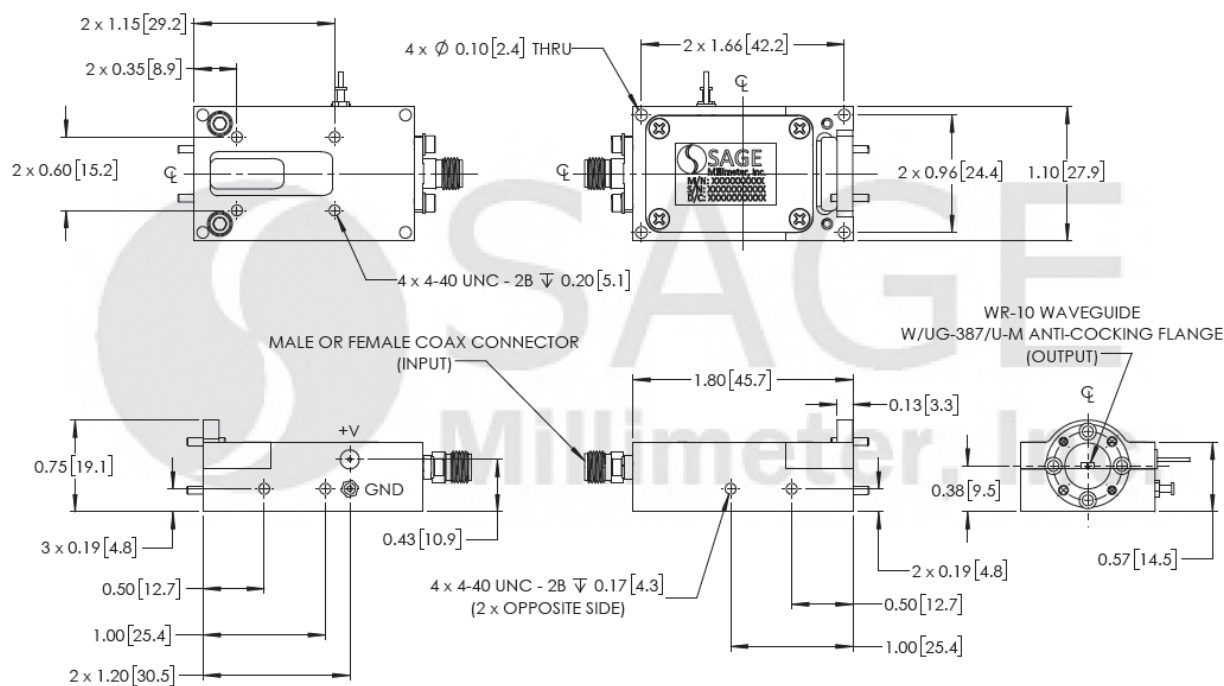 2 x 1.15[29.2]
4 x Ø 0.10[2.4] THRU
2 x 1.66[42.2]
2 x 0.35[8.9]
℄
2 x 0.60[15.2]
℄
℄
SAGE
Millimeter, Inc.
M/N: XXXXXXXXXX
S/N: XXXXXXXXXX
D/C: XXXXXXXXXXX
2 x 0.96[24.4]
1.10[27.9]
4 x 4-40 UNC - 2B ↧ 0.20[5.1]
SAGE
Millimeter, Inc.
MALE OR FEMALE COAX CONNECTOR
(INPUT)
WR-10 WAVEGUIDE
W/UG-387/U-M ANTI-COCKING FLANGE
(OUTPUT)
1.80[45.7]
0.13[3.3]
℄
+V
0.75[19.1]
GND
0.38[9.5]
3 x 0.19[4.8]
0.43[10.9]
0.57[14.5]
0.50[12.7]
4 x 4-40 UNC - 2B ↧ 0.17[4.3]
(2 x OPPOSITE SIDE)
2 x 0.19[4.8]
0.50[12.7]
1.00[25.4]
1.00[25.4]
2 x 1.20[30.5]